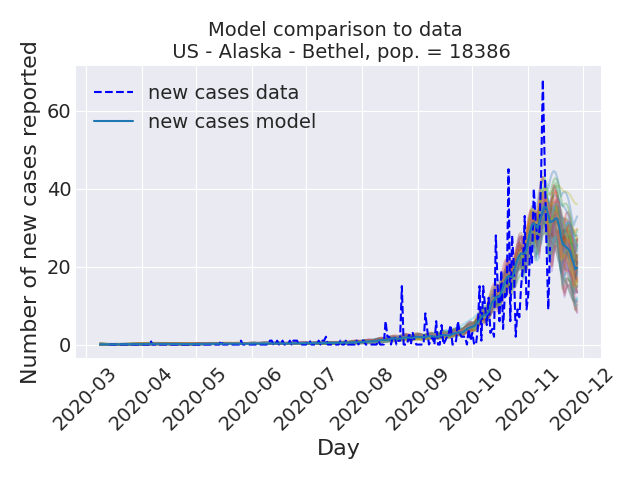 Model comparison to data
US - Alaska - Bethel, pop. = 18386
new cases data
new cases model
Number of new cases reported
60
40
20
0
2020-03
2020-04
2020-05
2020-06
2020-07
2020-08
2020-09
2020-10
2020-11
2020-12
Day